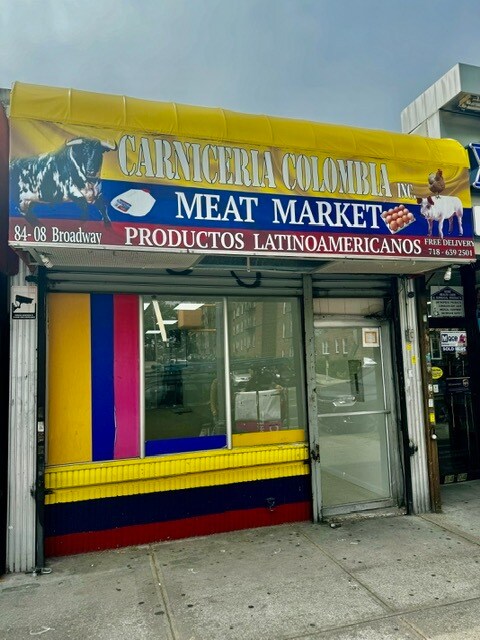 CARNICERIA COLOMBIA INC
MEAT MARKET
84-08 Broadway
PRODUCTOS LATINOAMERICANOS
FREE DELIVERY
718-639 2501